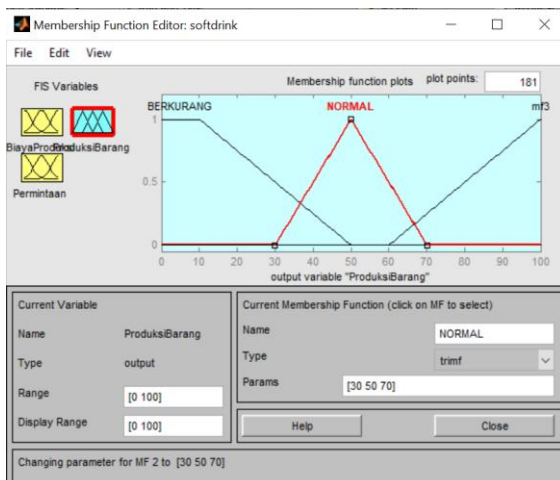 Membership Function Editor: softdrink
File Edit View
FIS Variables
BiayaProduksi
ProduksiBarang
Permintaan
Membership function plots plot points: 181
BERKURANG NORMAL mf3
1
0.5
0
0 10 20 30 40 50 60 70 80 90 100
output variable "ProduksiBarang"
Current Variable
Name ProduksiBarang
Type output
Range [0 100]
Display Range [0 100]
Current Membership Function (click on MF to select)
Name NORMAL
Type trimf
Params [30 50 70]
Help Close
Changing parameter for MF 2 to [30 50 70]